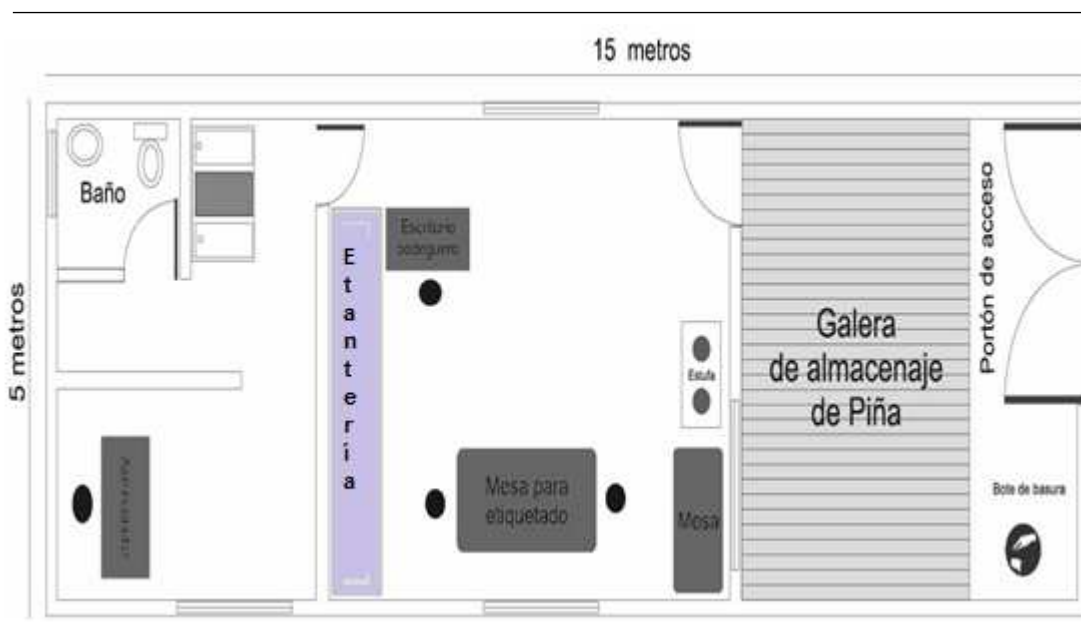 15 metros
5 metros
Baño
Escritorio
Etantería
Estufa
Mesa para
etiquetado
Mesa
Galera
de almacenaje
de Piña
Portón de acceso
Bote de basura